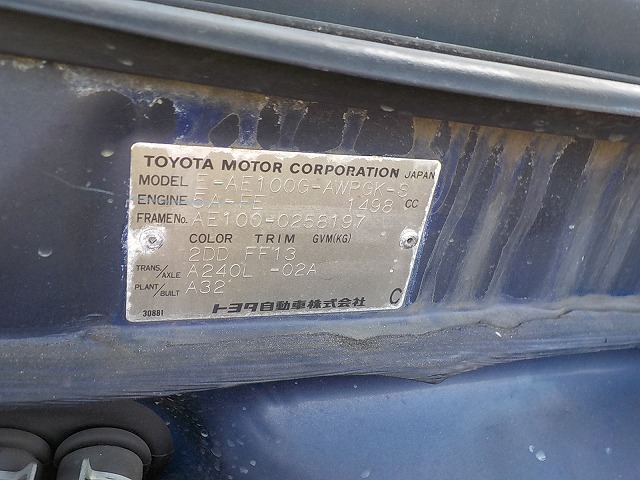 TOYOTA MOTOR CORPORATION JAPAN
MODEL E-AE100G-AWPGK-S
ENGINE 5A-FE 1498 CC
FRAME No. AE100-0258197
COLOR TRIM GVM(KG)
2DD FF13
TRANS./AXLE A240L -02A
PLANT/BUILT A32
30881 トヨタ自動車株式会社 C